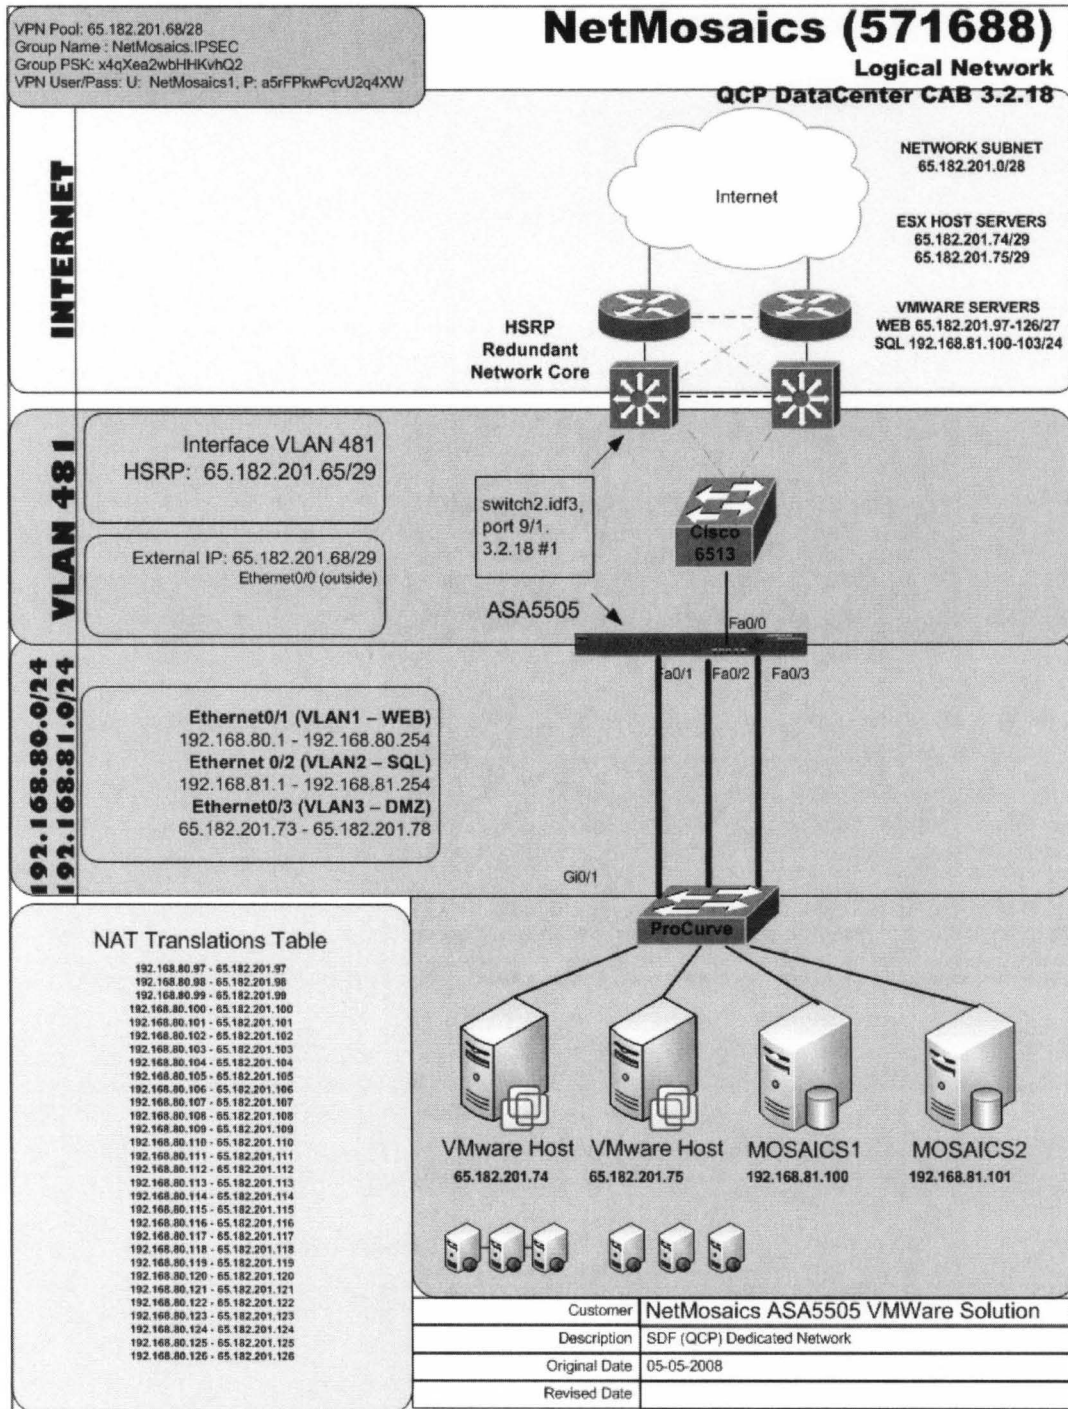 VPN Pool: 65.182.201.68/28
Group Name : NetMosaics.IPSEC
Group PSK: x4qXea2wbHHKvhQ2
VPN User/Pass: U: NetMosaics1, P: a5rFPkwPcvU2q4XW
NetMosaics (571688)
Logical Network
QCP DataCenter CAB 3.2.18
INTERNET
Internet
NETWORK SUBNET
65.182.201.0/28
ESX HOST SERVERS
65.182.201.74/29
65.182.201.75/29
VMWARE SERVERS
WEB 65.182.201.97-126/27
SQL 192.168.81.100-103/24
HSRP
Redundant
Network Core
VLAN 481
Interface VLAN 481
HSRP: 65.182.201.65/29
External IP: 65.182.201.68/29
Ethernet0/0 (outside)
switch2.idf3,
port 9/1.
3.2.18 #1
Cisco
6513
ASA5505
Fa0/0
Fa0/1
Fa0/2
Fa0/3
192.168.80.0/24
192.168.81.0/24
Ethernet0/1 (VLAN1 – WEB)
192.168.80.1 - 192.168.80.254
Ethernet 0/2 (VLAN2 – SQL)
192.168.81.1 - 192.168.81.254
Ethernet0/3 (VLAN3 – DMZ)
65.182.201.73 - 65.182.201.78
Gi0/1
ProCurve
NAT Translations Table
192.168.80.97 - 65.182.201.97
192.168.80.98 - 65.182.201.98
192.168.80.99 - 65.182.201.99
192.168.80.100 - 65.182.201.100
192.168.80.101 - 65.182.201.101
192.168.80.102 - 65.182.201.102
192.168.80.103 - 65.182.201.103
192.168.80.104 - 65.182.201.104
192.168.80.105 - 65.182.201.105
192.168.80.106 - 65.182.201.106
192.168.80.107 - 65.182.201.107
192.168.80.108 - 65.182.201.108
192.168.80.109 - 65.182.201.109
192.168.80.110 - 65.182.201.110
192.168.80.111 - 65.182.201.111
192.168.80.112 - 65.182.201.112
192.168.80.113 - 65.182.201.113
192.168.80.114 - 65.182.201.114
192.168.80.115 - 65.182.201.115
192.168.80.116 - 65.182.201.116
192.168.80.117 - 65.182.201.117
192.168.80.118 - 65.182.201.118
192.168.80.119 - 65.182.201.119
192.168.80.120 - 65.182.201.120
192.168.80.121 - 65.182.201.121
192.168.80.122 - 65.182.201.122
192.168.80.123 - 65.182.201.123
192.168.80.124 - 65.182.201.124
192.168.80.125 - 65.182.201.125
192.168.80.126 - 65.182.201.126
VMware Host
65.182.201.74
VMware Host
65.182.201.75
MOSAICS1
192.168.81.100
MOSAICS2
192.168.81.101
Customer NetMosaics ASA5505 VMWare Solution
Description SDF (QCP) Dedicated Network
Original Date 05-05-2008
Revised Date